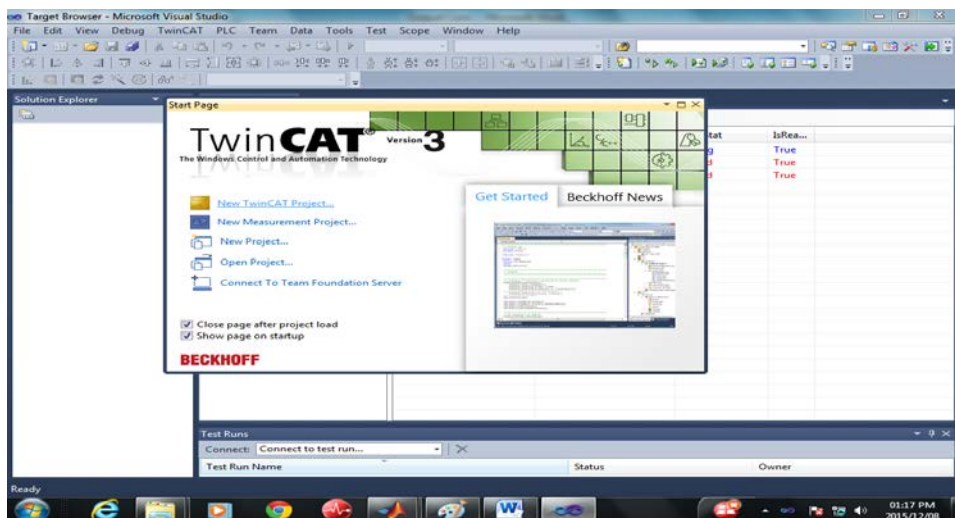 Target Browser - Microsoft Visual Studio
File Edit View Debug TwinCAT PLC Team Data Tools Test Scope Window Help
Solution Explorer
Start Page
TwinCAT® Version 3
The Windows Control and Automation Technology
New TwinCAT Project...
New Measurement Project...
New Project...
Open Project...
Connect To Team Foundation Server
Close page after project load
Show page on startup
BECKHOFF
Get Started Beckhoff News
tat IsRea...
g True
d True
d True
Test Runs
Connect: Connect to test run...
Test Run Name Status Owner
Ready
01:17 PM
2015/12/08